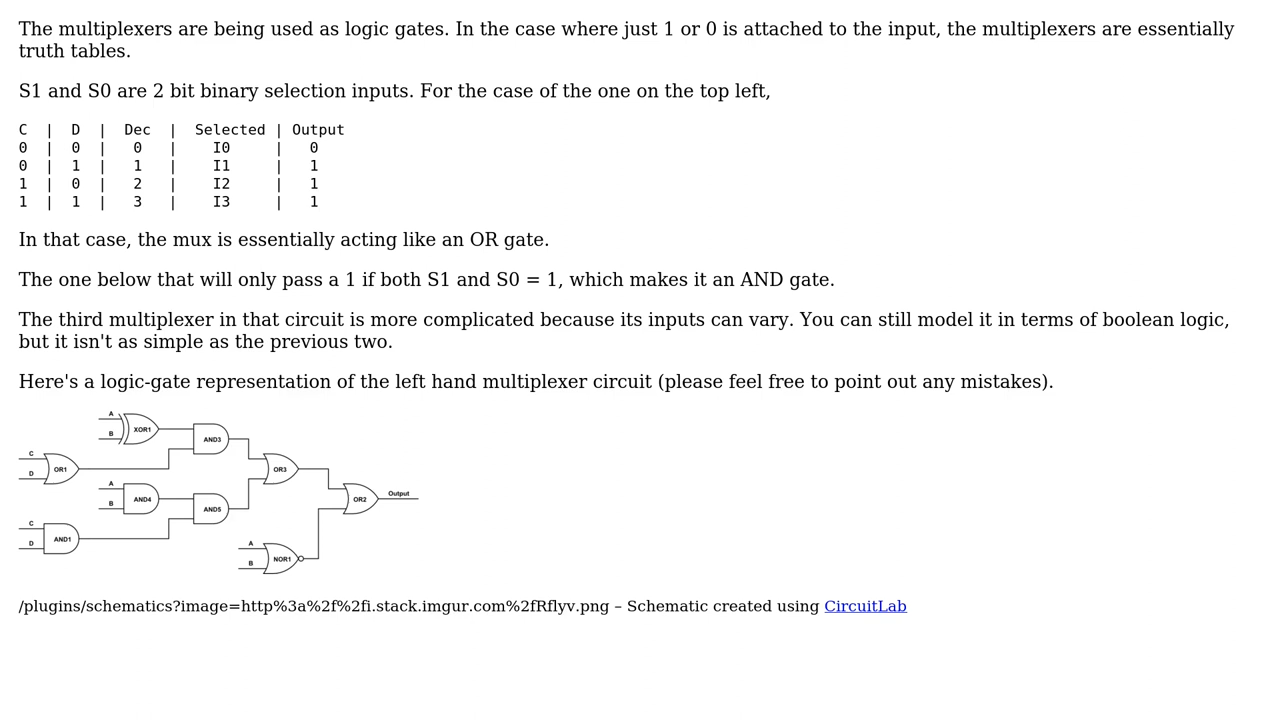 The multiplexers are being used as logic gates. In the case where just 1 or 0 is attached to the input, the multiplexers are essentially
truth tables.
S1 and S0 are 2 bit binary selection inputs. For the case of the one on the top left,
C | D | Dec | Selected | Output
0 | 0 | 0 | I0 | 0
0 | 1 | 1 | I1 | 1
1 | 0 | 2 | I2 | 1
1 | 1 | 3 | I3 | 1
In that case, the mux is essentially acting like an OR gate.
The one below that will only pass a 1 if both S1 and S0 = 1, which makes it an AND gate.
The third multiplexer in that circuit is more complicated because its inputs can vary. You can still model it in terms of boolean logic,
but it isn't as simple as the previous two.
Here's a logic-gate representation of the left hand multiplexer circuit (please feel free to point out any mistakes).
A
B
XOR1
AND3
C
D
OR1
OR3
A
B
AND4
AND5
OR2
Output
C
D
AND1
A
B
NOR1
/plugins/schematics?image=http%3a%2f%2fi.stack.imgur.com%2fRflyv.png – Schematic created using CircuitLab